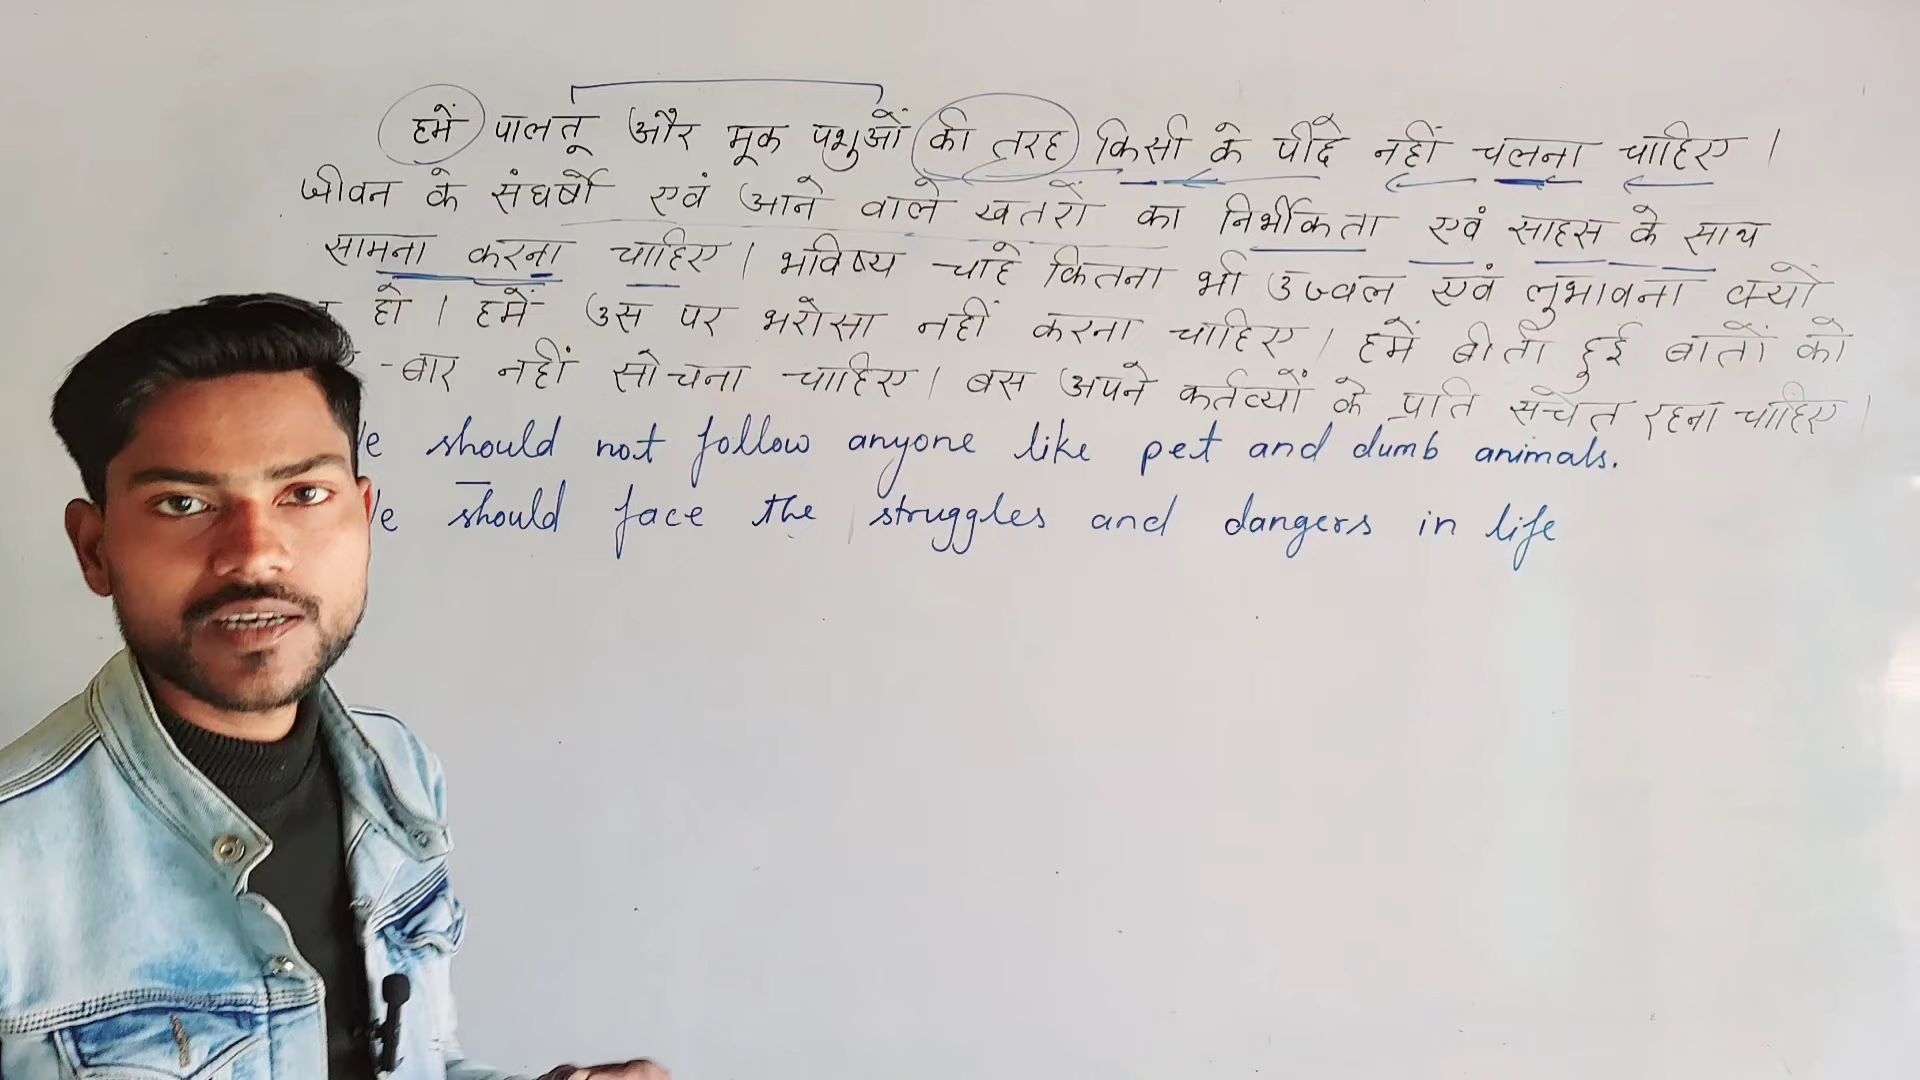 हमें पालतू और मूक पशुओं की तरह किसी के पीछे नहीं चलना चाहिए।
जीवन के संघर्षों एवं आने वाले खतरों का निर्भीकता एवं साहस के साथ
सामना करना चाहिए। भविष्य चाहे कितना भी उज्वल एवं लुभावना क्यों
हो। हमें उस पर भरोसा नहीं करना चाहिए। हमें बीती हुई बातों को
-बार नहीं सोचना चाहिए। बस अपने कर्तव्यों के प्रति सचेत रहना चाहिए।
e should not follow anyone like pet and dumb animals.
e should face the struggles and dangers in life